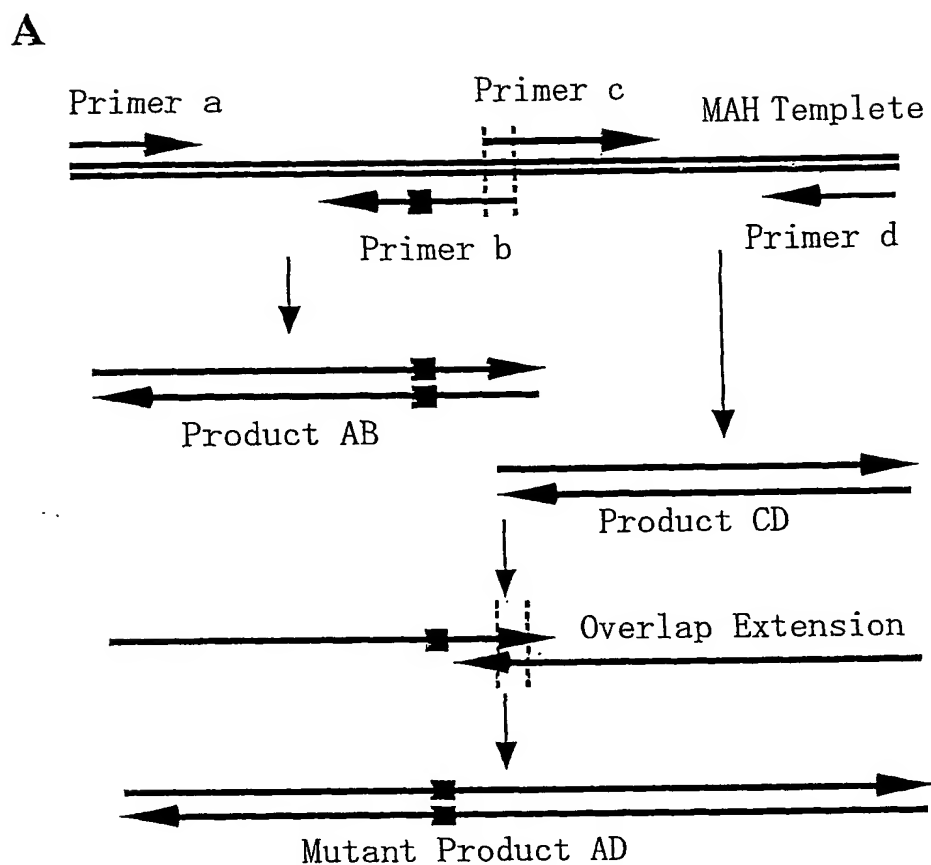 A
Primer a
Primer c
MAH Templete
Primer b
Primer d
Product AB
Product CD
Overlap Extension
Mutant Product AD